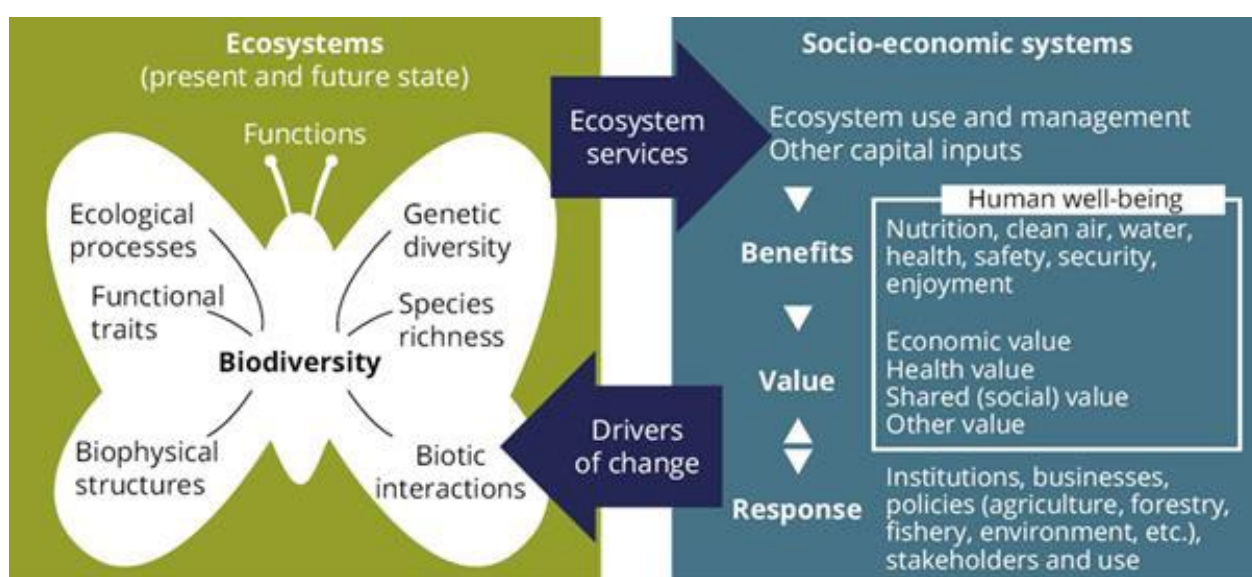 Ecosystems
(present and future state)
Functions
Ecological
processes
Genetic
diversity
Functional
traits
Species
richness
Biodiversity
Biophysical
structures
Biotic
interactions
Ecosystem
services
Drivers
of change
Socio-economic systems
Ecosystem use and management
Other capital inputs
Human well-being
Benefits
Nutrition, clean air, water,
health, safety, security,
enjoyment
Value
Economic value
Health value
Shared (social) value
Other value
Response
Institutions, businesses,
policies (agriculture, forestry,
fishery, environment, etc.),
stakeholders and use